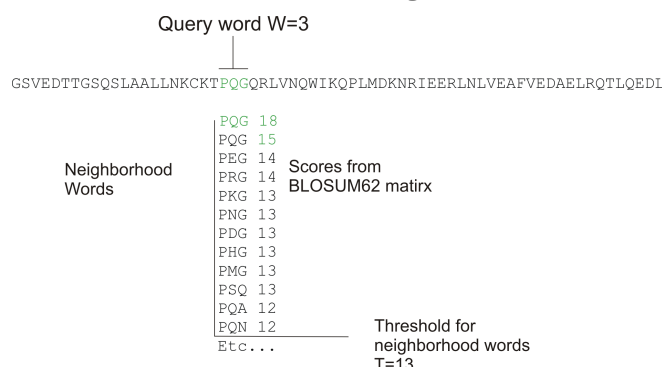 Query word W=3
GSVEDTTGSQSLAALLNKCKTPQGQRLVNQWIKQPLMDKNRIEERLNLVEAFVEDAELRQTLQEDL
PQG 18
PQG 15
PEG 14
PRG 14
PKG 13
PNG 13
PDG 13
PHG 13
PMG 13
PSQ 13
PQA 12
PQN 12
Etc...
Neighborhood
Words
Scores from
BLOSUM62 matirx
Threshold for
neighborhood words
T=13